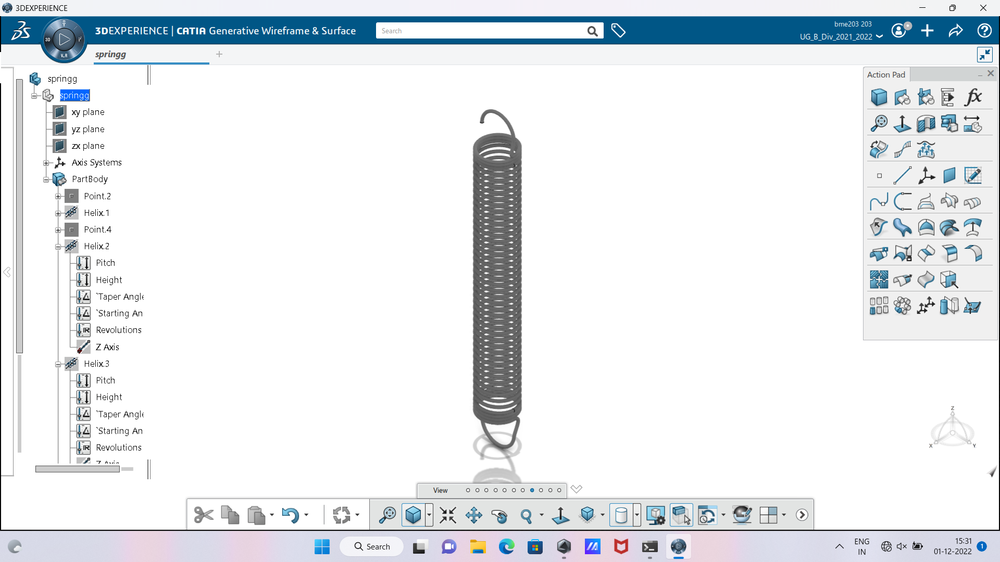 3DEXPERIENCE
3DEXPERIENCE | CATIA Generative Wireframe & Surface
Search
bme203 203
UG_B_Div_2021_2022
3D
V.R
springg
Action Pad
springg
springg
xy plane
yz plane
zx plane
Axis Systems
PartBody
Point.2
Helix.1
Point.4
Helix.2
Pitch
Height
`Taper Angle
`Starting An
Revolutions
Z Axis
Helix.3
Pitch
Height
`Taper Angle
`Starting An
Revolutions
Z Axis
fx
Z
X
Y
View
Search
ENG
IN
15:31
01-12-2022
1